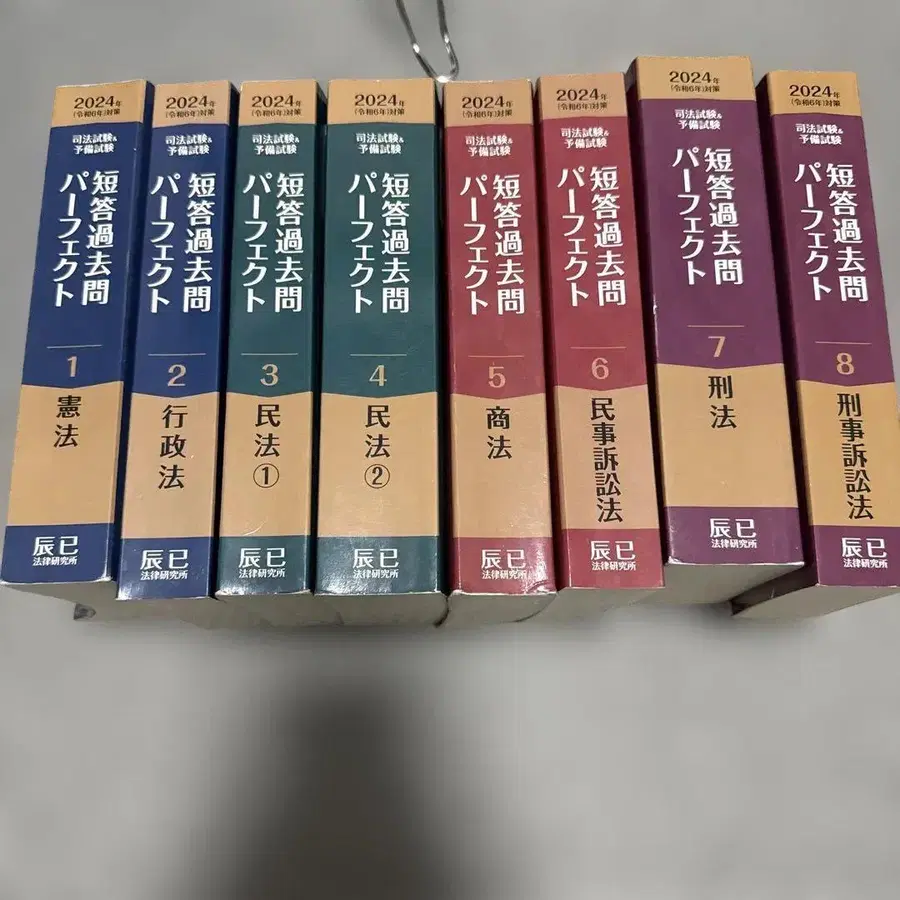 2024年
(令和6年)対策
司法試験&
予備試験
短答過去問
パーフェクト
1
憲法
辰已
法律研究所
2024年
(令和6年)対策
司法試験&
予備試験
短答過去問
パーフェクト
2
行政法
辰已
法律研究所
2024年
(令和6年)対策
司法試験&
予備試験
短答過去問
パーフェクト
3
民法①
辰已
法律研究所
2024年
(令和6年)対策
司法試験&
予備試験
短答過去問
パーフェクト
4
民法②
辰已
法律研究所
2024年
(令和6年)対策
司法試験&
予備試験
短答過去問
パーフェクト
5
商法
辰已
法律研究所
2024年
(令和6年)対策
司法試験&
予備試験
短答過去問
パーフェクト
6
民事訴訟法
辰已
法律研究所
2024年
(令和6年)対策
司法試験&
予備試験
短答過去問
パーフェクト
7
刑法
辰已
法律研究所
2024年
(令和6年)対策
司法試験&
予備試験
短答過去問
パーフェクト
8
刑事訴訟法
辰已
法律研究所